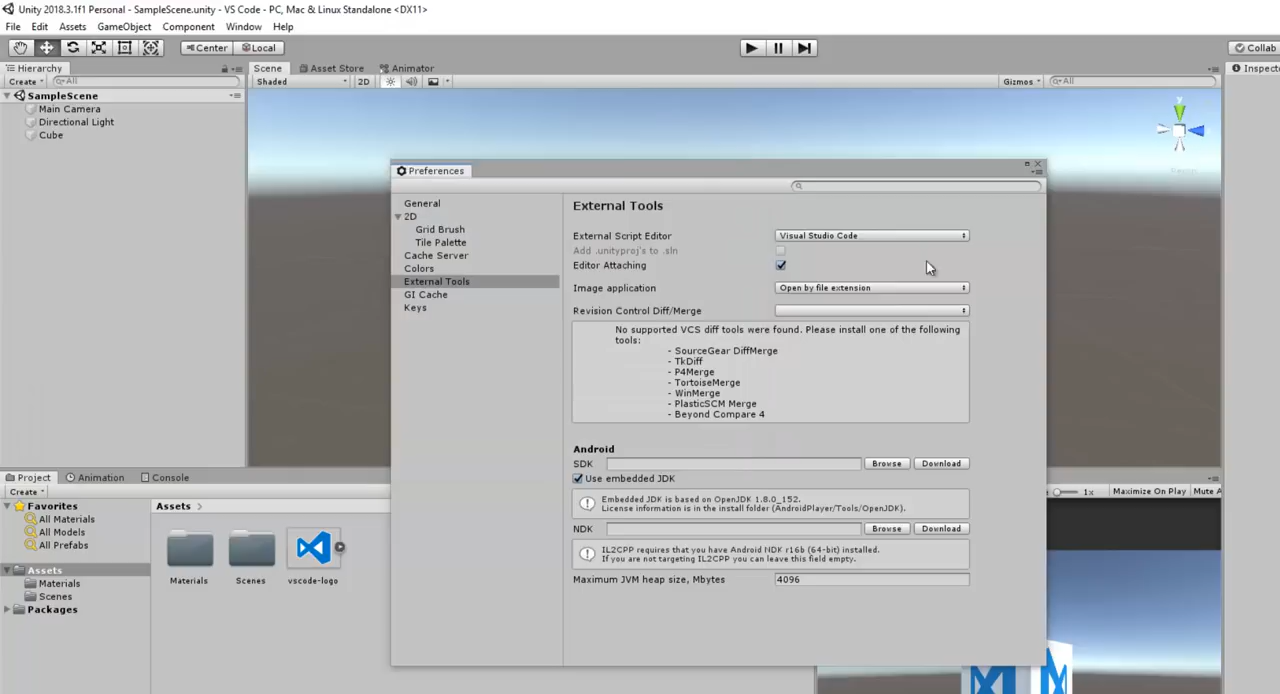 Unity 2018.3.1f1 Personal - SampleScene.unity - VS Code - PC, Mac & Linux Standalone <DX11>
File Edit Assets GameObject Component Window Help
Center Local Collab
Hierarchy Scene Asset Store Animator Inspect
Create All Shaded 2D Gizmos All
SampleScene
Main Camera
Directional Light
Cube
Preferences
General
2D
Grid Brush
Tile Palette
Cache Server
Colors
External Tools
GI Cache
Keys
External Tools
External Script Editor Visual Studio Code
Add .unityproj's to .sln
Editor Attaching
Image application Open by file extension
Revision Control Diff/Merge
No supported VCS diff tools were found. Please install one of the following
tools:
- SourceGear DiffMerge
- TkDiff
- P4Merge
- TortoiseMerge
- WinMerge
- PlasticSCM Merge
- Beyond Compare 4
Android
SDK Browse Download
Use embedded JDK
Embedded JDK is based on OpenJDK 1.8.0_152.
License information is in the install folder (AndroidPlayer/Tools/OpenJDK).
NDK Browse Download
IL2CPP requires that you have Android NDK r16b (64-bit) installed.
If you are not targeting IL2CPP you can leave this field empty.
Maximum JVM heap size, Mbytes 4096
Project Animation Console
Create
Favorites
All Materials
All Models
All Prefabs
Assets
Materials
Scenes
Packages
Assets
Materials Scenes vscode-logo
1x Maximize On Play Mute A